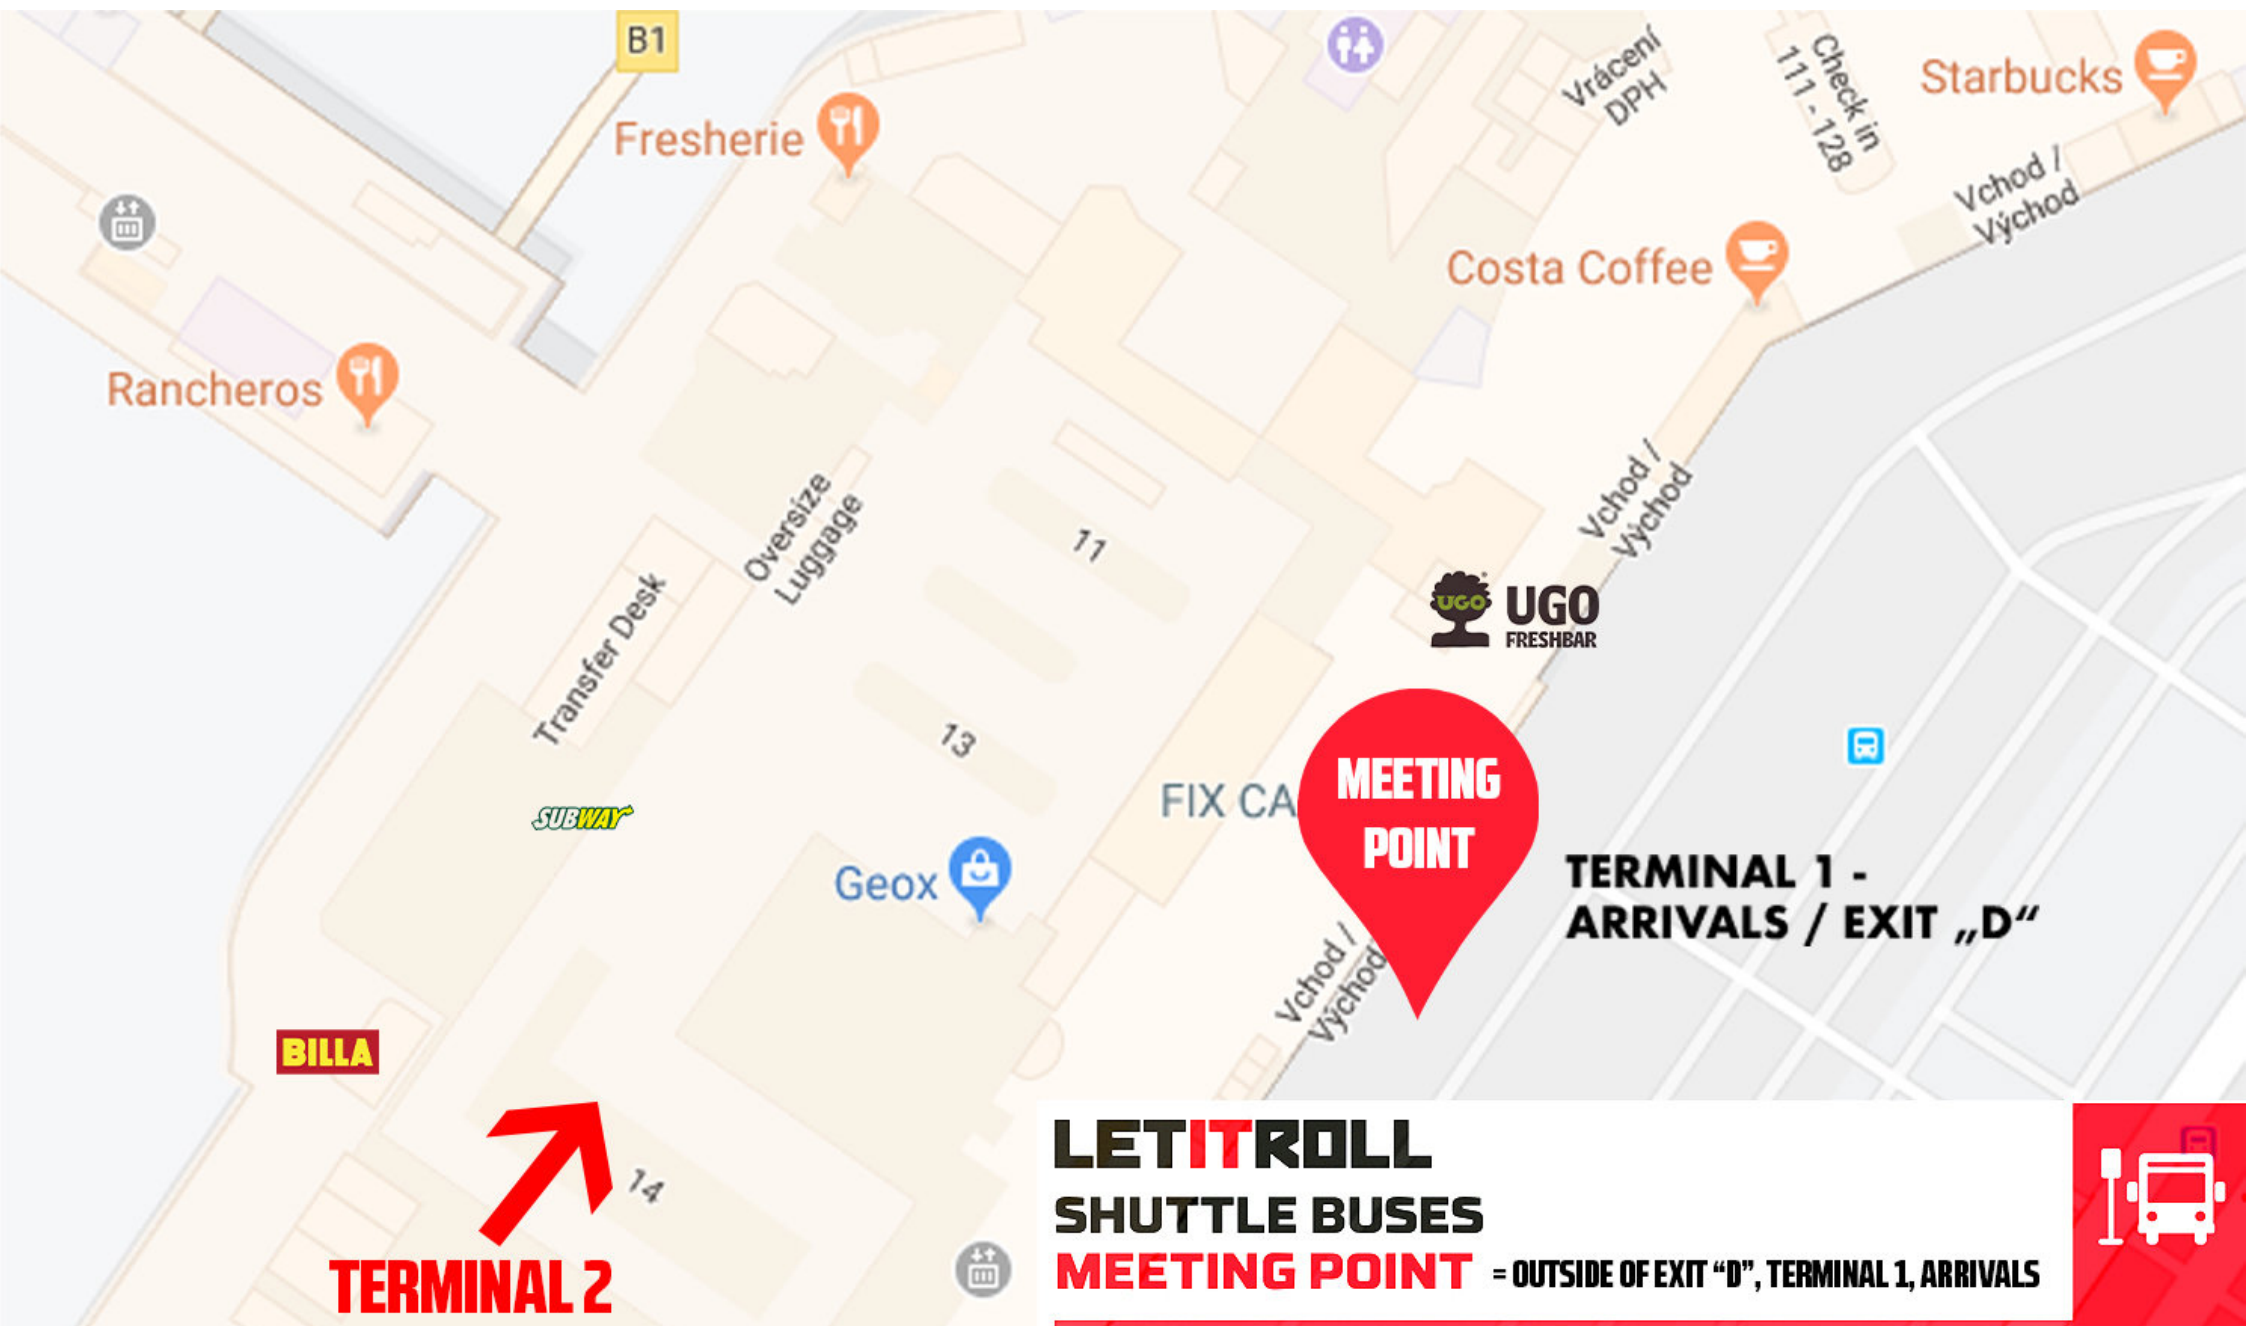 B1
Fresherie
Vrácení
DPH
Check in
111 - 128
Starbucks
Vchod /
Východ
Costa Coffee
Rancheros
Oversize
Luggage
11
Vchod /
Východ
UGO
UGO
FRESHBAR
Transfer Desk
13
MEETING
POINT
FIX CA
SUBWAY
Geox
TERMINAL 1 -
ARRIVALS / EXIT „D“
Vchod /
Východ
BILLA
14
TERMINAL 2
LETITROLL
SHUTTLE BUSES
MEETING POINT = OUTSIDE OF EXIT “D”, TERMINAL 1, ARRIVALS